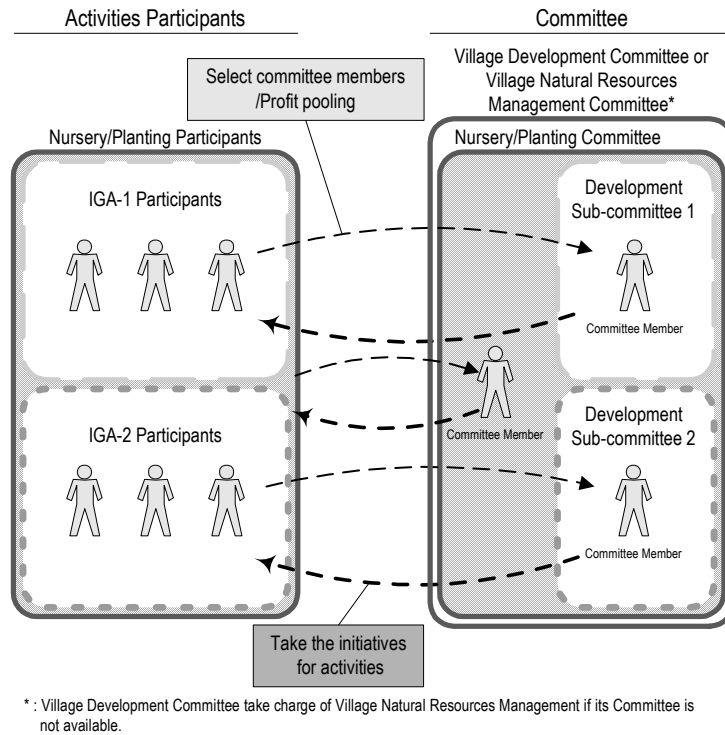 Activities Participants
Committee
Village Development Committee or
Village Natural Resources
Management Committee*
Select committee members
/Profit pooling
Nursery/Planting Participants
Nursery/Planting Committee
IGA-1 Participants
Development
Sub-committee 1
Committee Member
Committee Member
IGA-2 Participants
Development
Sub-committee 2
Committee Member
Take the initiatives
for activities
* : Village Development Committee take charge of Village Natural Resources Management if its Committee is
not available.